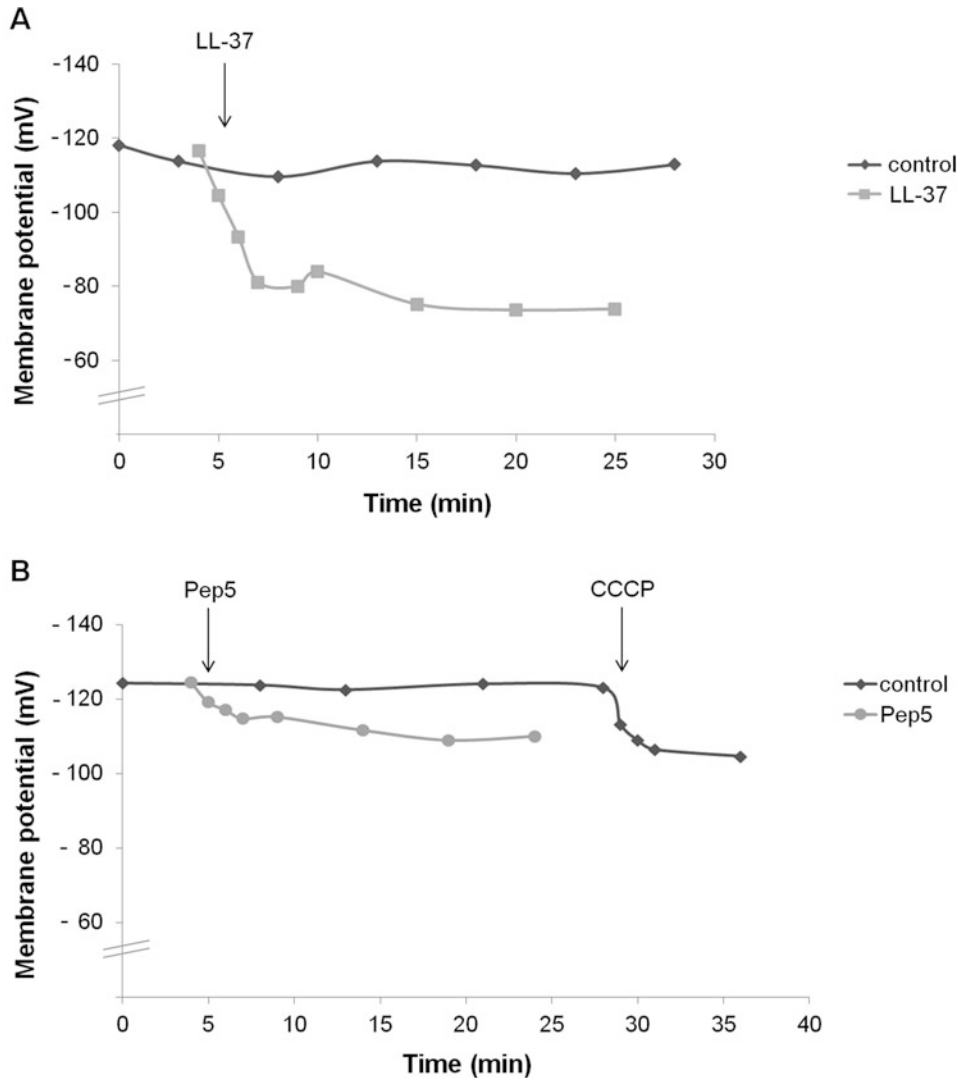 A
LL-37
-140
-120
-100
-80
-60
Membrane potential (mV)
0 5 10 15 20 25 30
Time (min)
control
LL-37
B
Pep5
CCCP
- 140
- 120
- 100
- 80
- 60
Membrane potential (mV)
0 5 10 15 20 25 30 35 40
Time (min)
control
Pep5